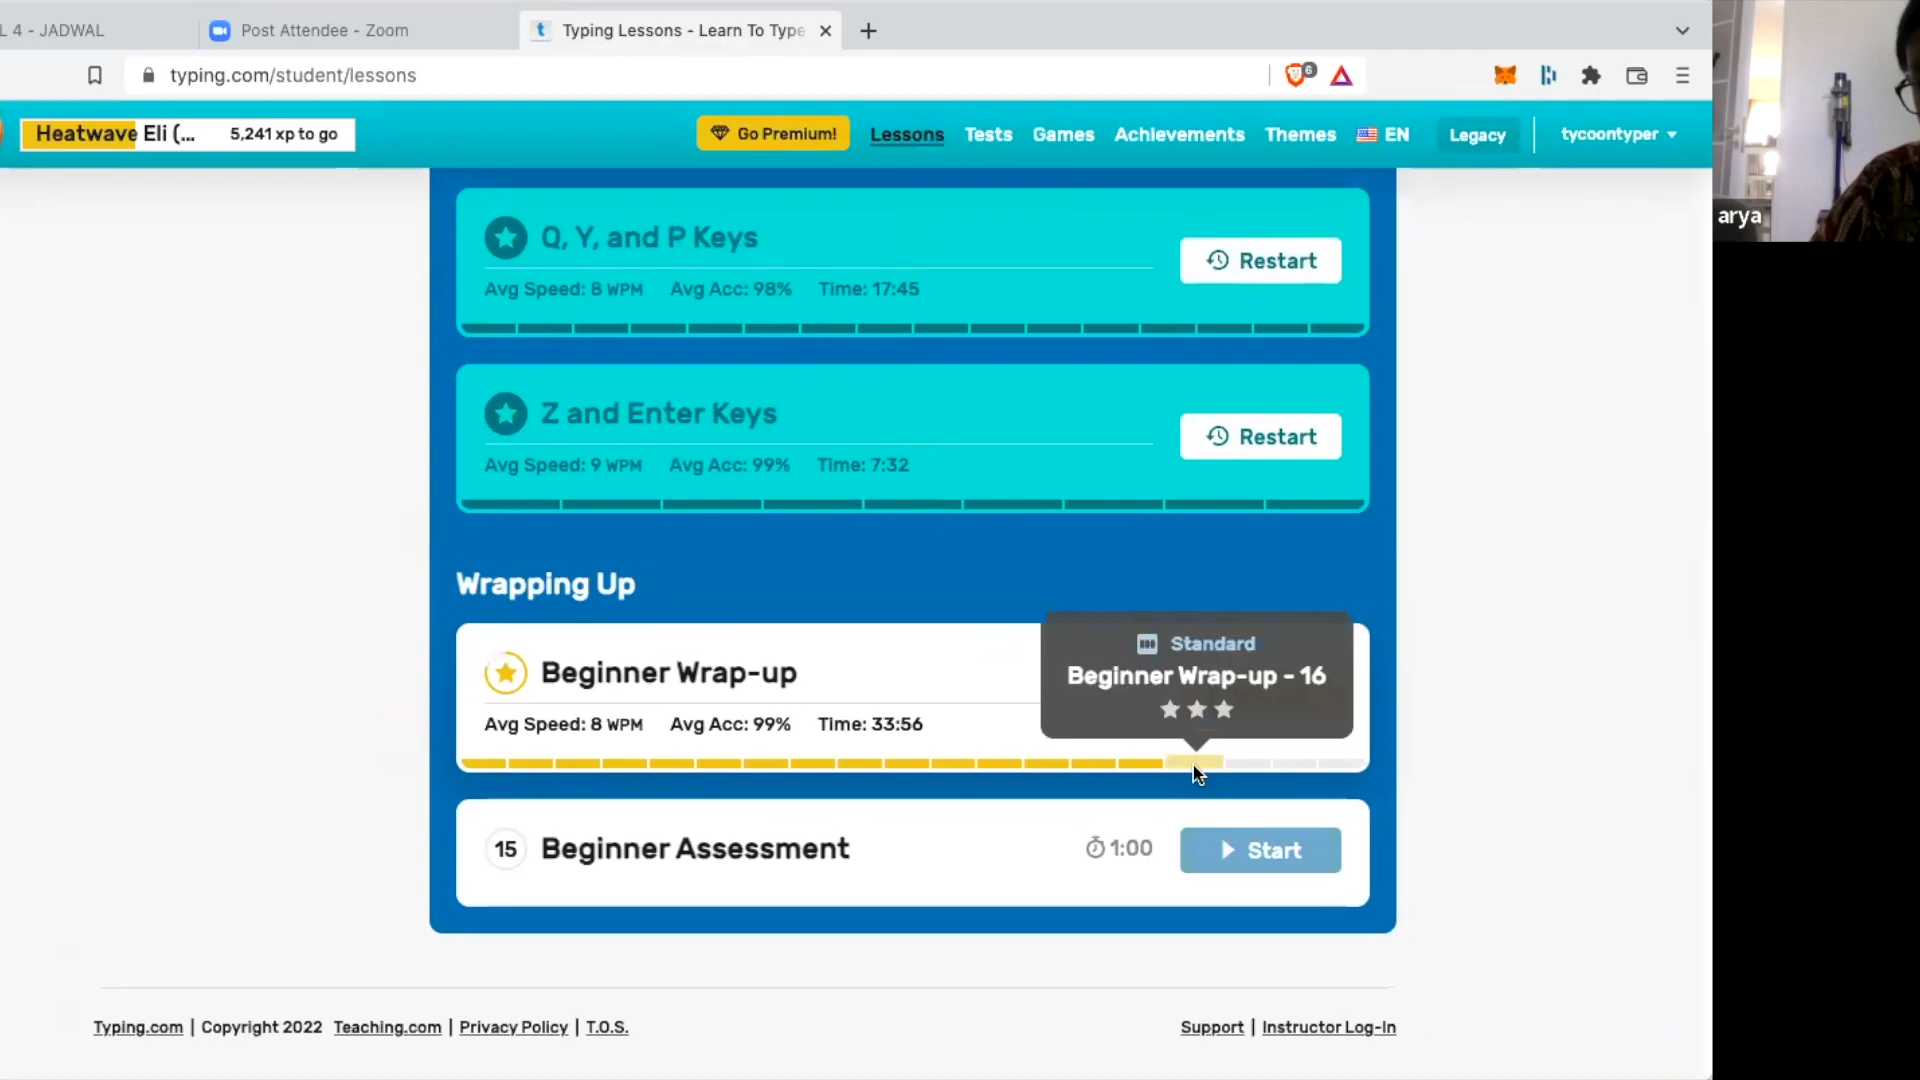 L 4 - JADWAL
Post Attendee - Zoom
Typing Lessons - Learn To Type
typing.com/student/lessons
6
Heatwave Eli (...
5,241 xp to go
Go Premium!
Lessons
Tests
Games
Achievements
Themes
EN
Legacy
tycoontyper
arya
Q, Y, and P Keys
Restart
Avg Speed: 8 WPM Avg Acc: 98% Time: 17:45
Z and Enter Keys
Restart
Avg Speed: 9 WPM Avg Acc: 99% Time: 7:32
Wrapping Up
Standard
Beginner Wrap-up
Beginner Wrap-up - 16
Avg Speed: 8 WPM Avg Acc: 99% Time: 33:56
15 Beginner Assessment
1:00
Start
Typing.com | Copyright 2022 Teaching.com | Privacy Policy | T.O.S.
Support | Instructor Log-In